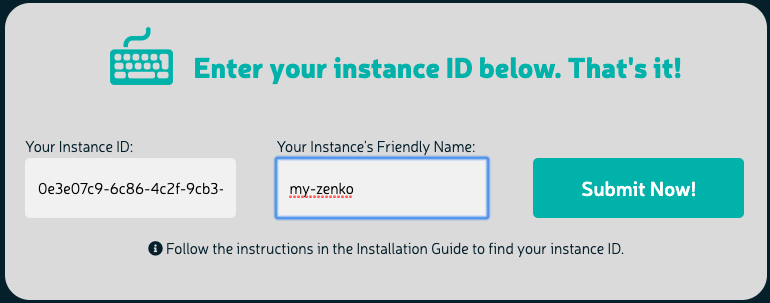 Enter your instance ID below. That's it!
Your Instance ID:
Your Instance's Friendly Name:
0e3e07c9-6c86-4c2f-9cb3-
my-zenko
Submit Now!
Follow the instructions in the Installation Guide to find your instance ID.